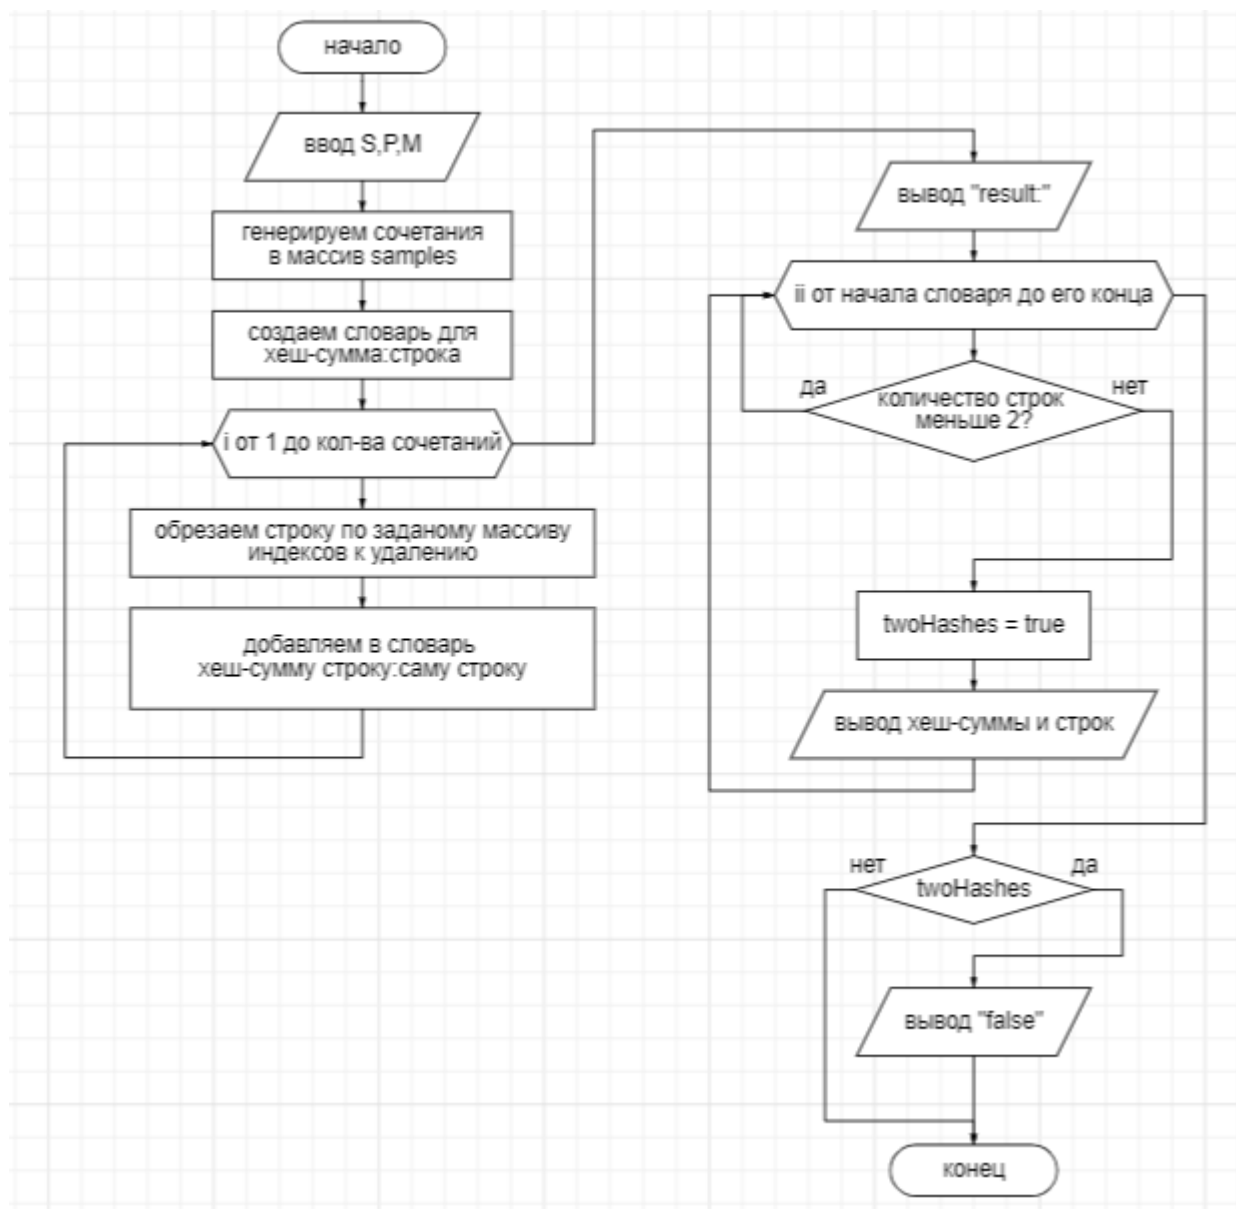 начало
ввод S,P,M
генерируем сочетания
в массив samples
создаем словарь для
хеш-сумма:строка
i от 1 до кол-ва сочетаний
обрезаем строку по заданому массиву
индексов к удалению
добавляем в словарь
хеш-сумму строку:саму строку
вывод "result:"
ii от начала словаря до его конца
да
количество строк
меньше 2?
нет
twoHashes = true
вывод хеш-суммы и строк
нет
twoHashes
да
вывод "false"
конец